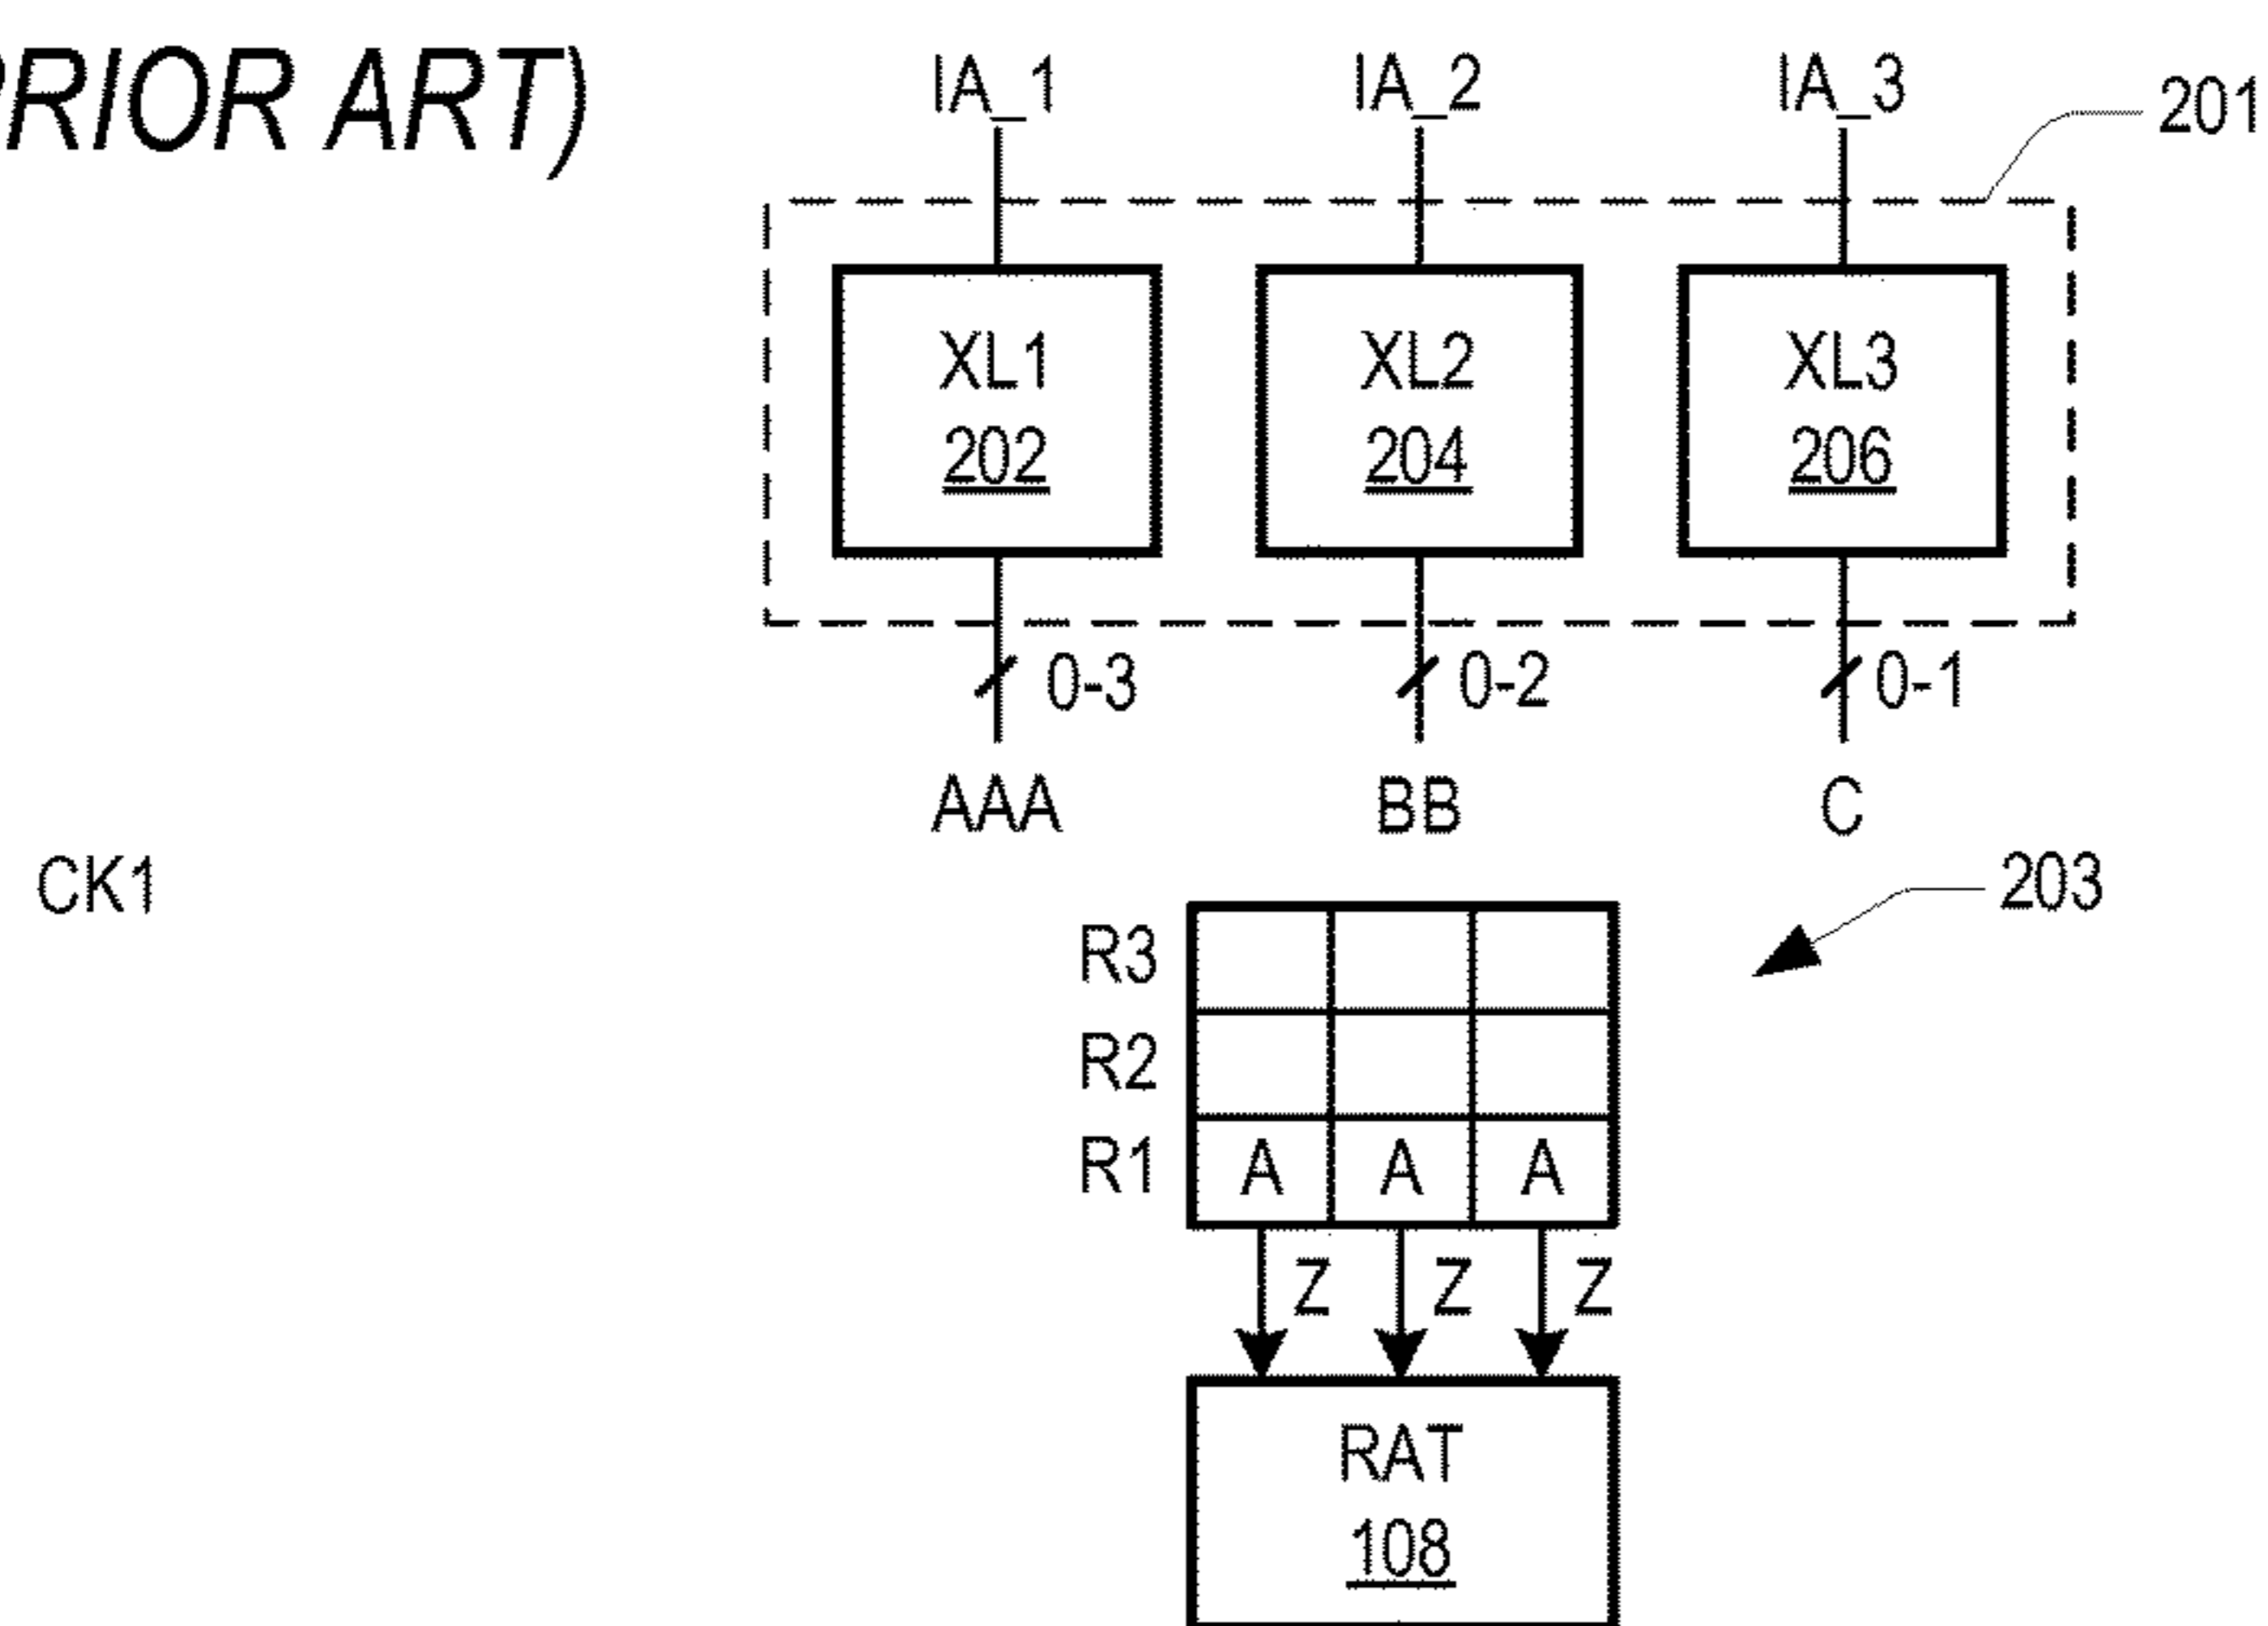 PRIOR ART)
IA_1 IA_2 IA_3 201
XL1 XL2 XL3
202 204 206
0-3 0-2 0-1
AAA BB C
CK1 203
R3
R2
R1 A A A
Z Z Z
RAT
108